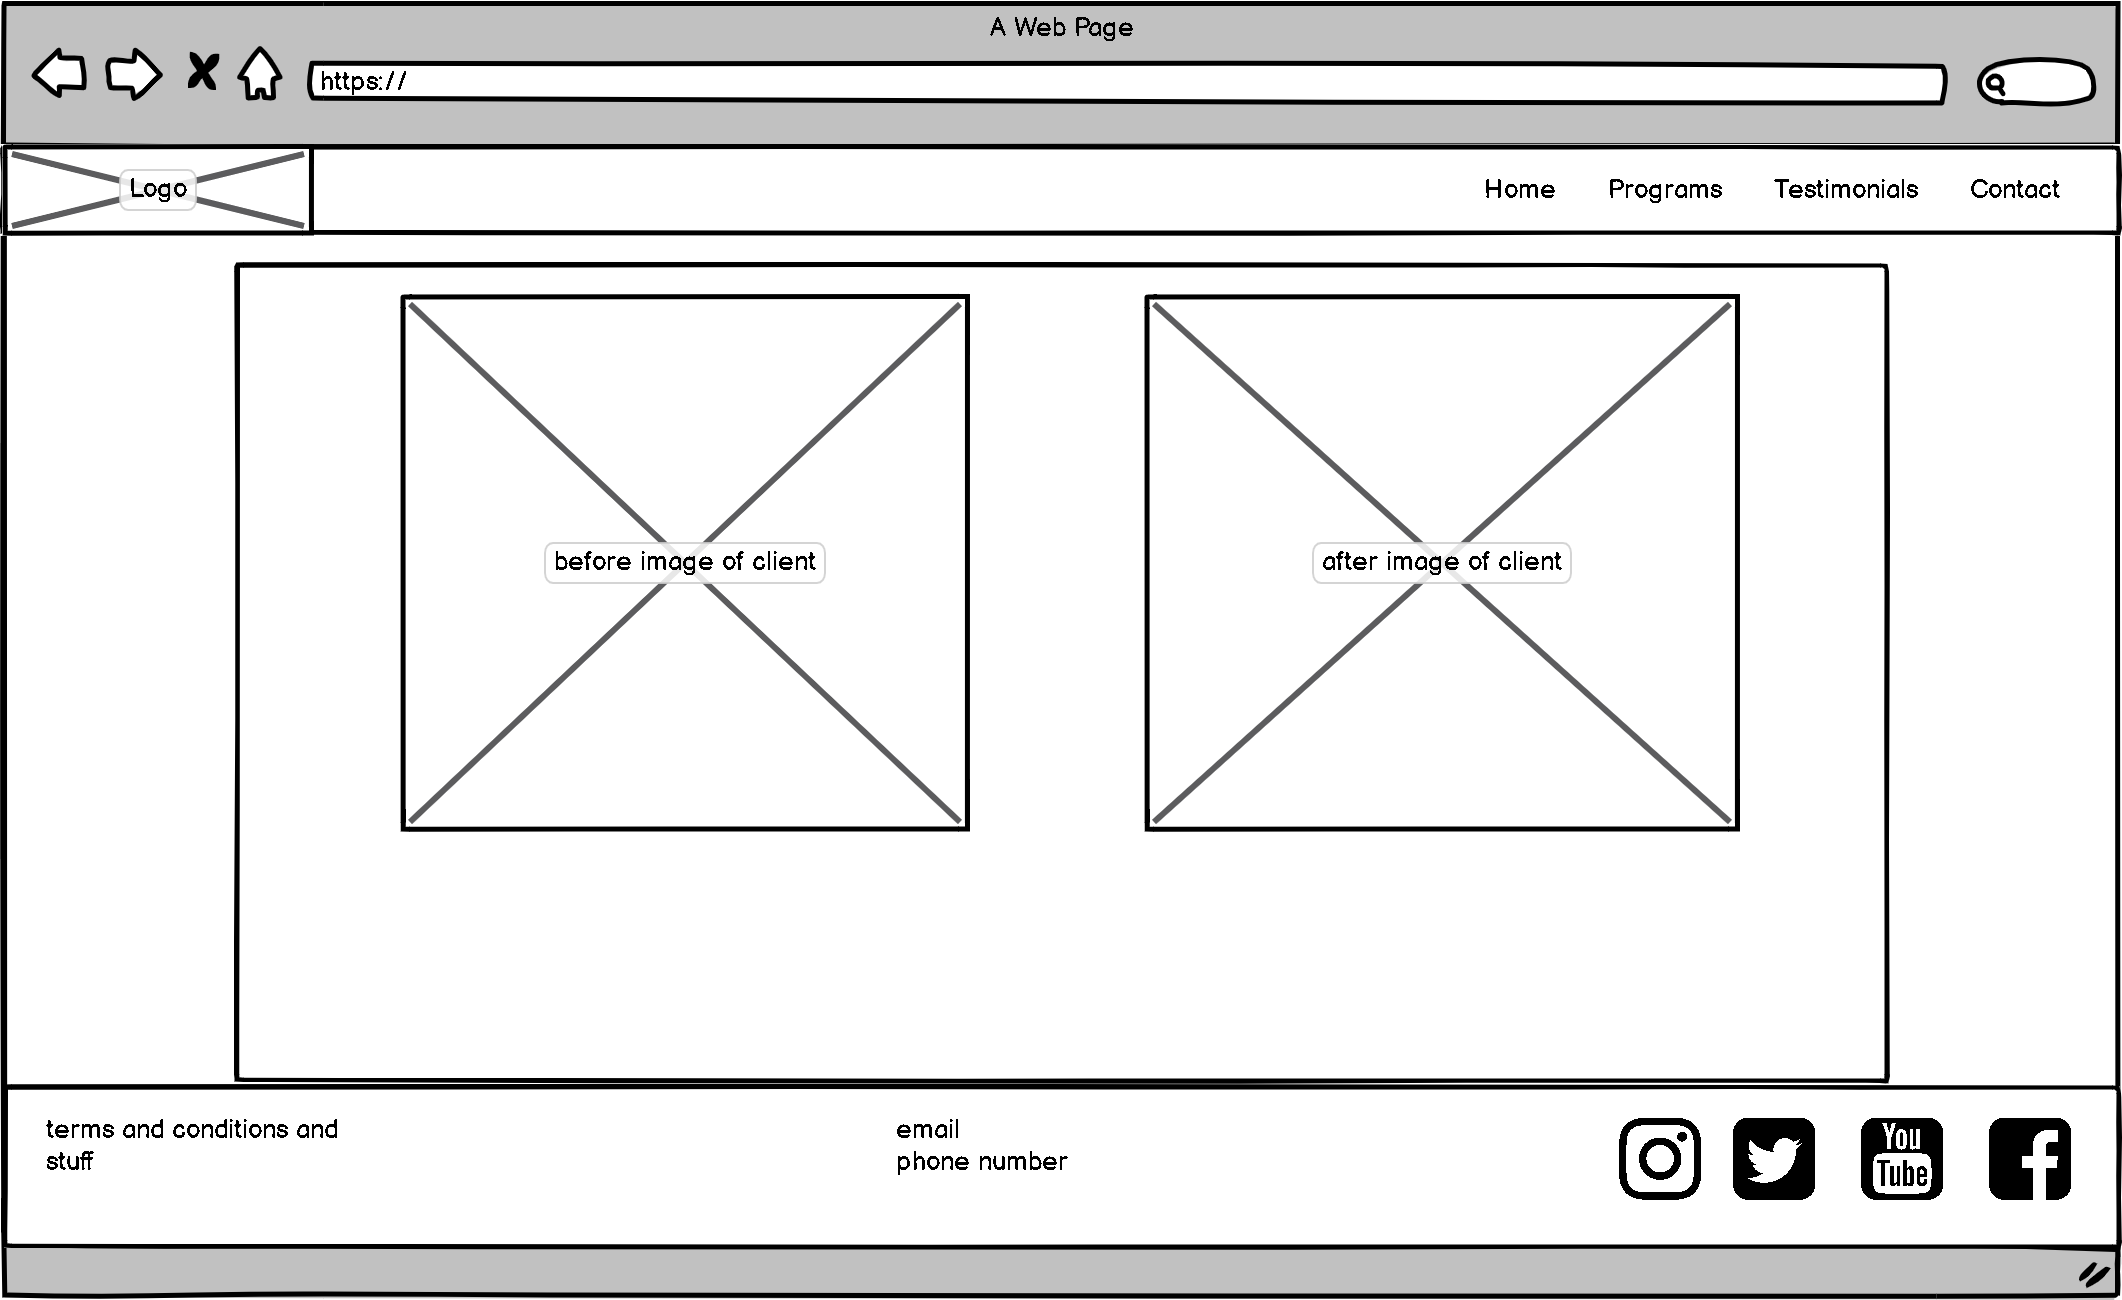 A Web Page
https://
Logo
Home Programs Testimonials Contact
before image of client
after image of client
terms and conditions and
stuff
email
phone number
You
Tube